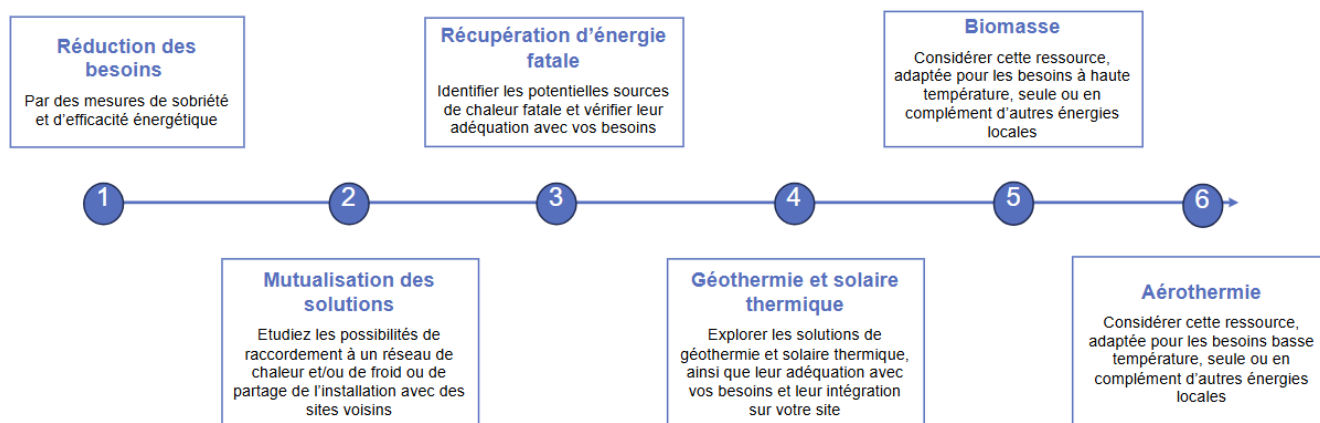 Réduction des
besoins
Par des mesures de sobriété
et d’efficacité énergétique
Récupération d’énergie
fatale
Identifier les potentielles sources
de chaleur fatale et vérifier leur
adéquation avec vos besoins
Biomasse
Considérer cette ressource,
adaptée pour les besoins à haute
température, seule ou en
complément d’autres énergies
locales
1
2
3
4
5
6
Mutualisation des
solutions
Etudiez les possibilités de
raccordement à un réseau de
chaleur et/ou de froid ou de
partage de l’installation avec des
sites voisins
Géothermie et solaire
thermique
Explorer les solutions de
géothermie et solaire thermique,
ainsi que leur adéquation avec
vos besoins et leur intégration
sur votre site
Aérothermie
Considérer cette ressource,
adaptée pour les besoins basse
température, seule ou en
complément d’autres énergies
locales